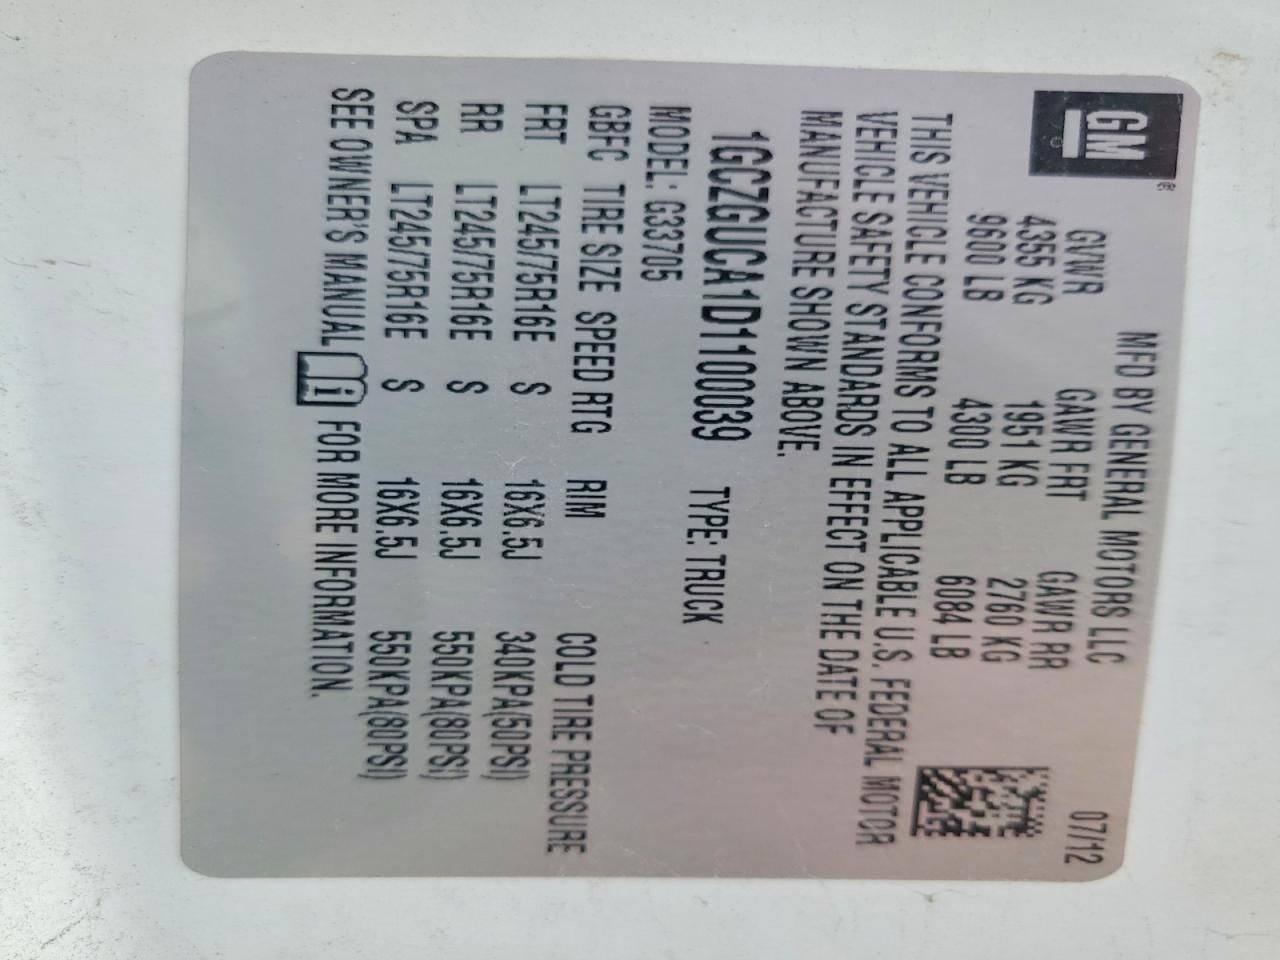 GM
MFD BY GENERAL MOTORS LLC 07/12
GVWR GAWR FRT GAWR RR
4355 KG 1951 KG 2760 KG
9600 LB 4300 LB 6084 LB
THIS VEHICLE CONFORMS TO ALL APPLICABLE U.S. FEDERAL MOTOR
VEHICLE SAFETY STANDARDS IN EFFECT ON THE DATE OF
MANUFACTURE SHOWN ABOVE.
1GCZGUCA1D1100039 TYPE: TRUCK
MODEL: G33705
GBFC TIRE SIZE SPEED RTG RIM COLD TIRE PRESSURE
FRT LT245/75R16E S 16X6.5J 340KPA(50PSI)
RR LT245/75R16E S 16X6.5J 550KPA(80PSI)
SPA LT245/75R16E S 16X6.5J 550KPA(80PSI)
SEE OWNER'S MANUAL i FOR MORE INFORMATION.